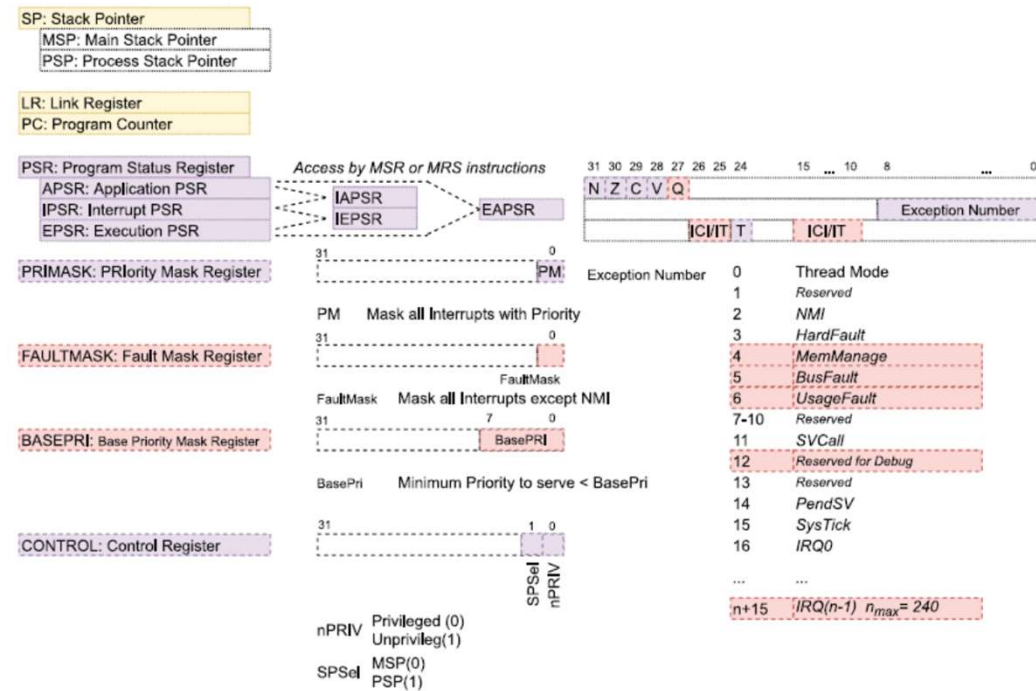 SP: Stack Pointer
MSP: Main Stack Pointer
PSP: Process Stack Pointer
LR: Link Register
PC: Program Counter
PSR: Program Status Register
APSR: Application PSR
IPSR: Interrupt PSR
EPSR: Execution PSR
Access by MSR or MRS instructions
IAPSR
IEPSR
EAPSR
31 30 29 28 27 26 25 24 15 ... 10 8 ... 0
N Z C V Q
Exception Number
ICI/IT T ICI/IT
PRIMASK: PRIority Mask Register
31 0
PM
PM Mask all Interrupts with Priority
FAULTMASK: Fault Mask Register
31 0
FaultMask
FaultMask Mask all Interrupts except NMI
BASEPRI: Base Priority Mask Register
31 7 0
BasePRI
BasePri Minimum Priority to serve < BasePri
CONTROL: Control Register
31 1 0
SPSel
nPRIV
nPRIV Privileged (0)
Unprivileg(1)
SPSel MSP(0)
PSP(1)
Exception Number
0 Thread Mode
1 Reserved
2 NMI
3 HardFault
4 MemManage
5 BusFault
6 UsageFault
7-10 Reserved
11 SVCall
12 Reserved for Debug
13 Reserved
14 PendSV
15 SysTick
16 IRQ0
... ...
n+15 IRQ(n-1) nmax= 240